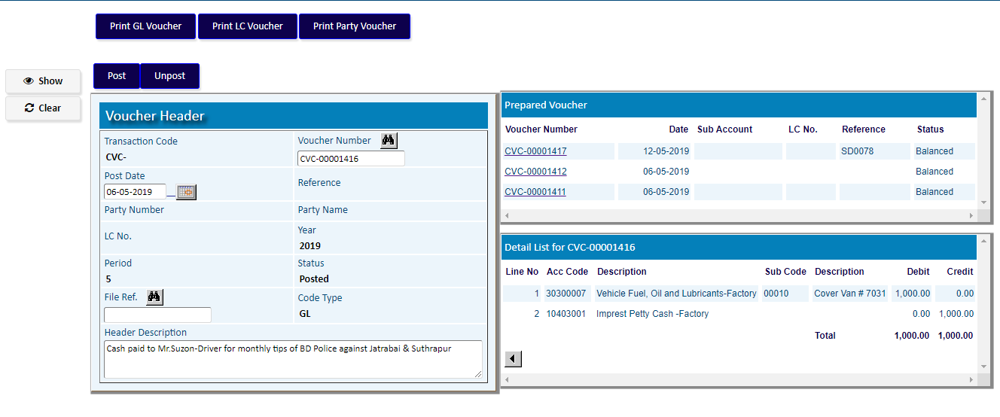 Print GL Voucher Print LC Voucher Print Party Voucher
Show
Clear
Post Unpost
Voucher Header
Transaction Code
CVC-
Voucher Number
CVC-00001416
Post Date
06-05-2019
Reference
Party Number
Party Name
LC No.
Year
2019
Period
5
Status
Posted
File Ref.
Code Type
GL
Header Description
Cash paid to Mr.Suzon-Driver for monthly tips of BD Police against Jatrabai & Suthrapur
Prepared Voucher
Voucher Number Date Sub Account LC No. Reference Status
CVC-00001417 12-05-2019 SD0078 Balanced
CVC-00001412 06-05-2019 Balanced
CVC-00001411 06-05-2019 Balanced
Detail List for CVC-00001416
Line No Acc Code Description Sub Code Description Debit Credit
1 30300007 Vehicle Fuel, Oil and Lubricants-Factory 00010 Cover Van # 7031 1,000.00 0.00
2 10403001 Imprest Petty Cash -Factory 0.00 1,000.00
Total 1,000.00 1,000.00